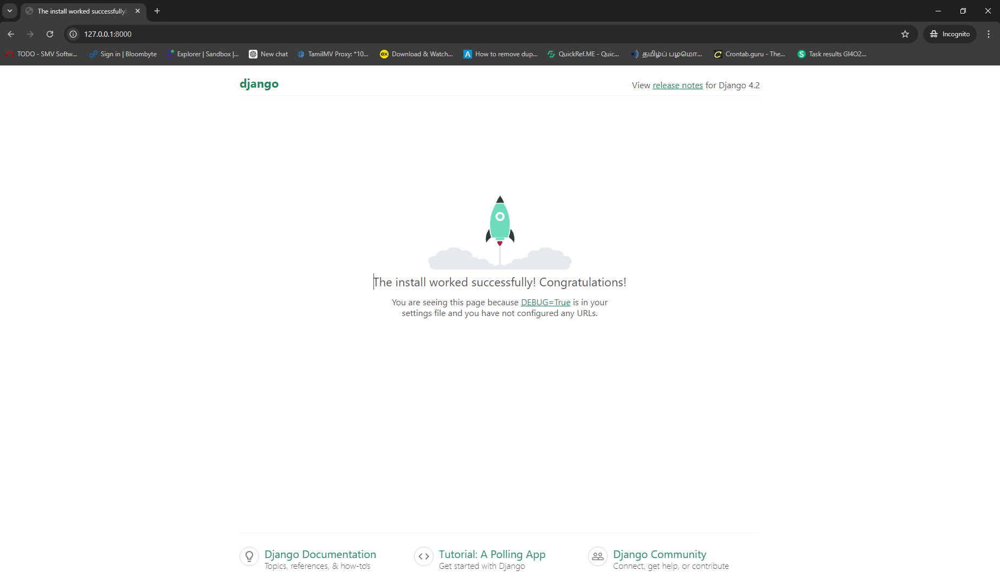 The install worked successfully!
127.0.0.1:8000
Incognito
TODO - SMV Softw...
Sign in | Bloombyte
Explorer | Sandbox |...
New chat
TamilMV Proxy: *10...
Download & Watch...
How to remove dup...
QuickRef.ME - Quic...
தமிழ்ப் பழமொ...
Crontab.guru - The...
Task results GI4O2...
django
View release notes for Django 4.2
The install worked successfully! Congratulations!
You are seeing this page because DEBUG=True is in your
settings file and you have not configured any URLs.
Django Documentation
Topics, references, & how-to's
Tutorial: A Polling App
Get started with Django
Django Community
Connect, get help, or contribute